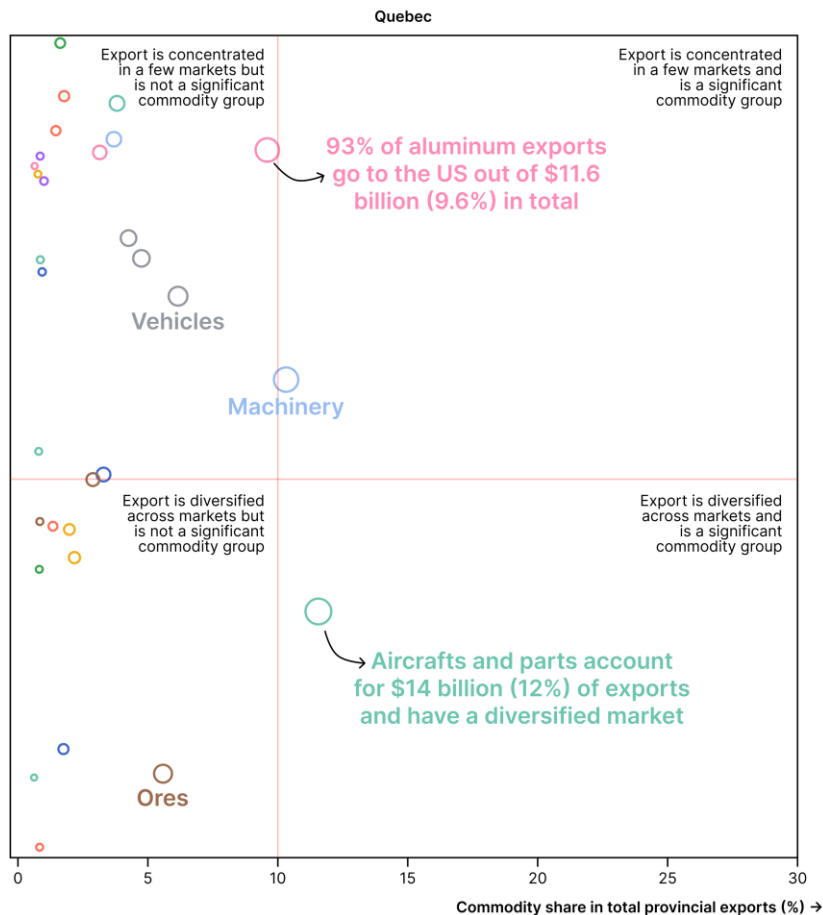 Quebec
Export is concentrated
in a few markets but
is not a significant
commodity group
Export is concentrated
in a few markets and
is a significant
commodity group
93% of aluminum exports
go to the US out of $11.6
billion (9.6%) in total
Vehicles
Machinery
Export is diversified
across markets but
is not a significant
commodity group
Export is diversified
across markets and
is a significant
commodity group
Aircrafts and parts account
for $14 billion (12%) of exports
and have a diversified market
Ores
0 5 10 15 20 25 30
Commodity share in total provincial exports (%) →